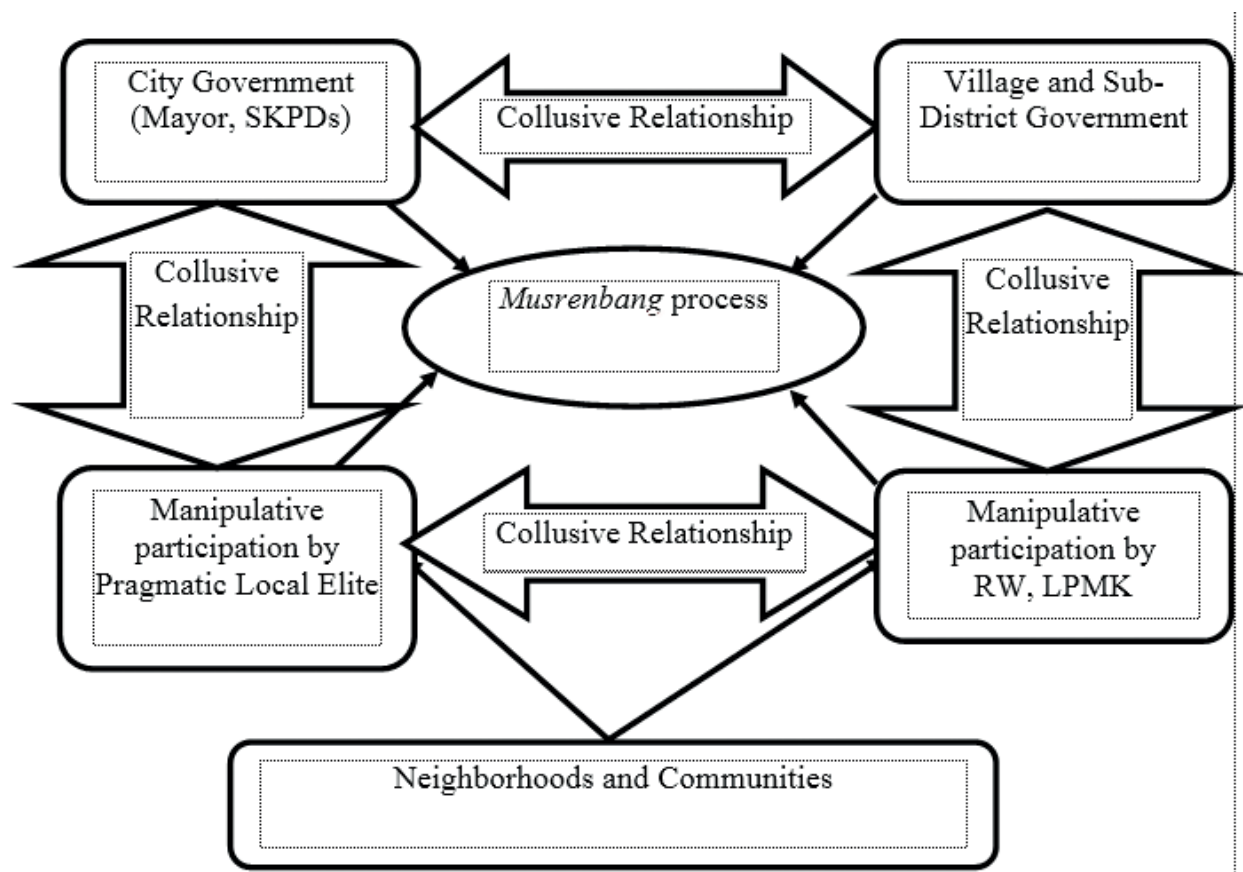 City Government
(Mayor, SKPDs)
Collusive Relationship
Village and Sub-
District Government
Collusive
Relationship
Musrenbang process
Collusive
Relationship
Manipulative
participation by
Pragmatic Local Elite
Collusive Relationship
Manipulative
participation by
RW, LPMK
Neighborhoods and Communities